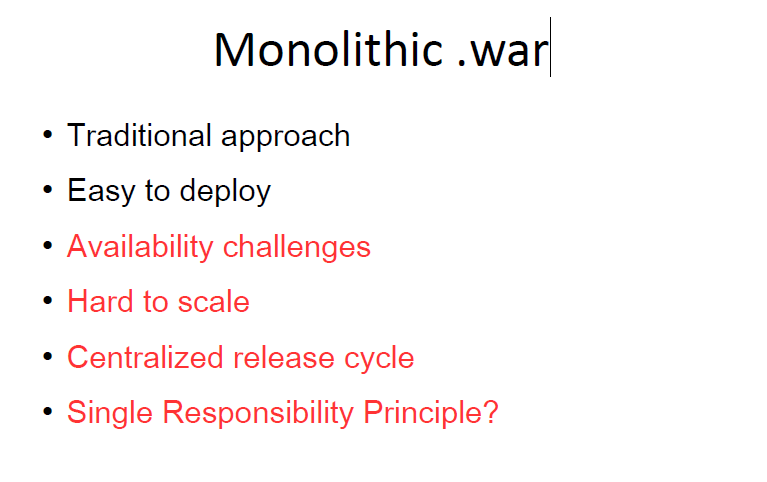 Monolithic .war
• Traditional approach
• Easy to deploy
• Availability challenges
• Hard to scale
• Centralized release cycle
• Single Responsibility Principle?